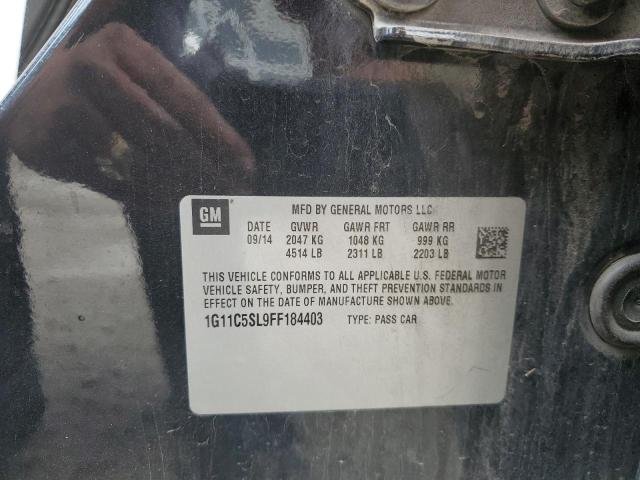 GM
MFD BY GENERAL MOTORS LLC
DATE GVWR GAWR FRT GAWR RR
09/14 2047 KG 1048 KG 999 KG
4514 LB 2311 LB 2203 LB
THIS VEHICLE CONFORMS TO ALL APPLICABLE U.S. FEDERAL MOTOR
VEHICLE SAFETY, BUMPER, AND THEFT PREVENTION STANDARDS IN
EFFECT ON THE DATE OF MANUFACTURE SHOWN ABOVE.
1G11C5SL9FF184403 TYPE: PASS CAR